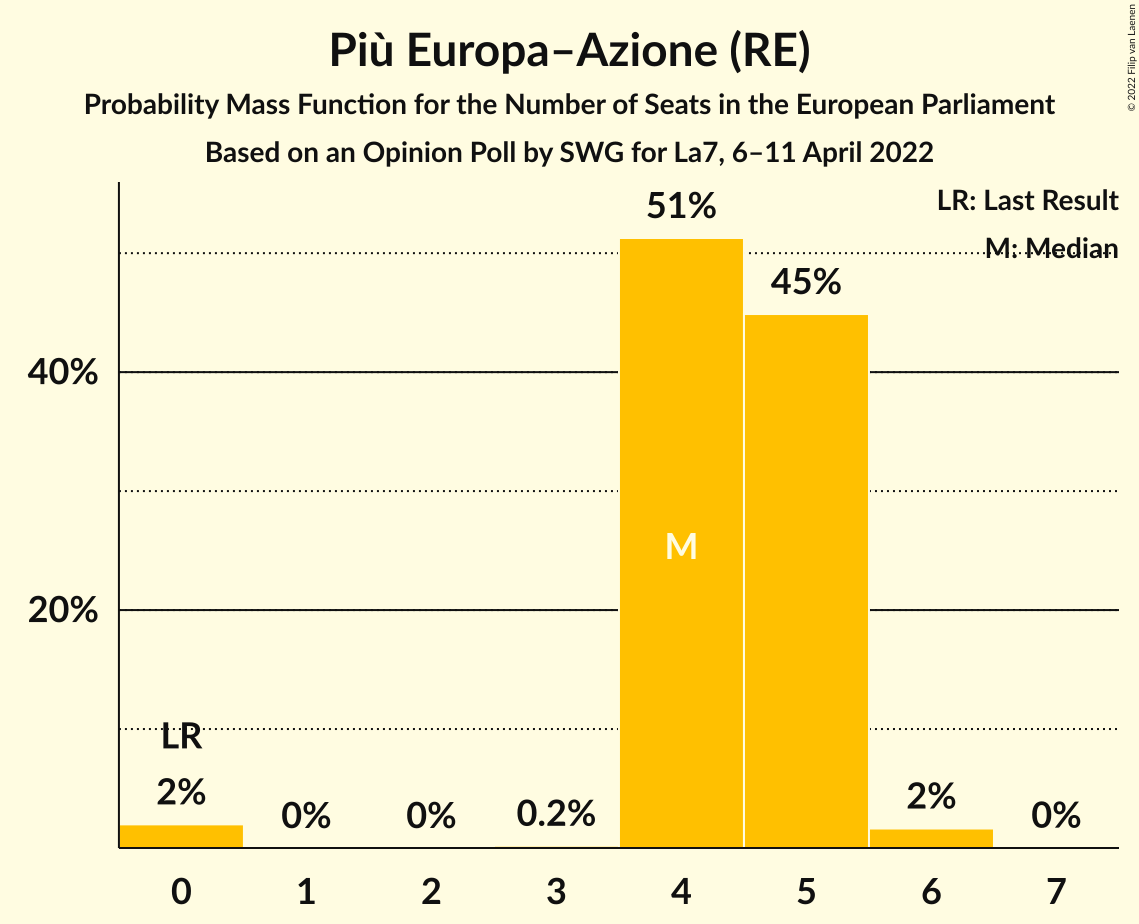 Più Europa–Azione (RE)
Probability Mass Function for the Number of Seats in the European Parliament
Based on an Opinion Poll by SWG for La7, 6–11 April 2022
© 2022 Filip van Laenen
LR: Last Result
M: Median
51%
45%
40%
M
20%
LR
2%
0%
0%
0.2%
2%
0%
0
1
2
3
4
5
6
7